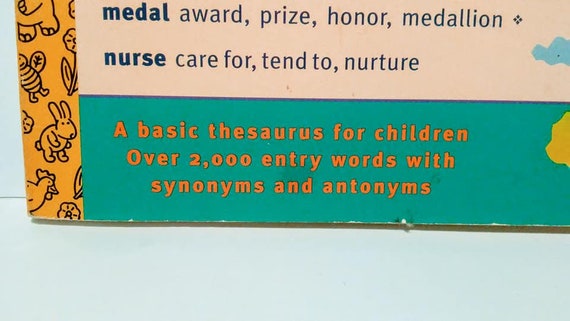 medal award, prize, honor, medallion ❖
nurse care for, tend to, nurture
A basic thesaurus for children
Over 2,000 entry words with
synonyms and antonyms